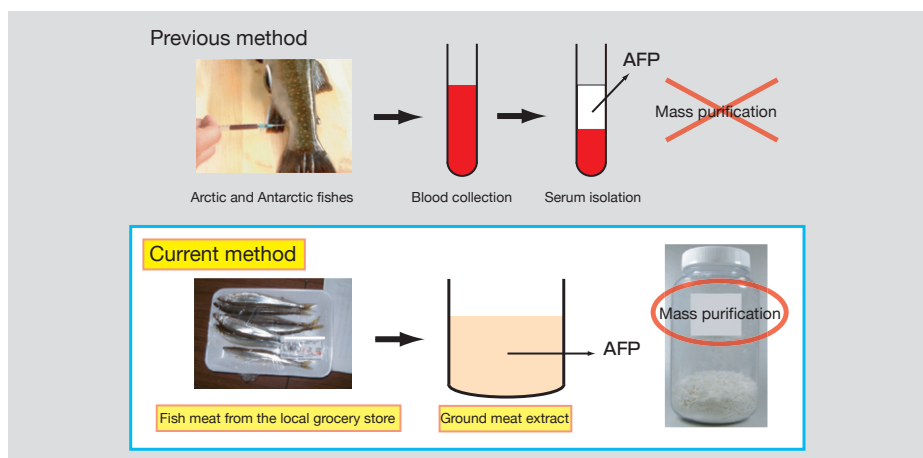 Previous method
AFP
Mass purification
Arctic and Antarctic fishes
Blood collection
Serum isolation
Current method
Mass purification
AFP
Fish meat from the local grocery store
Ground meat extract